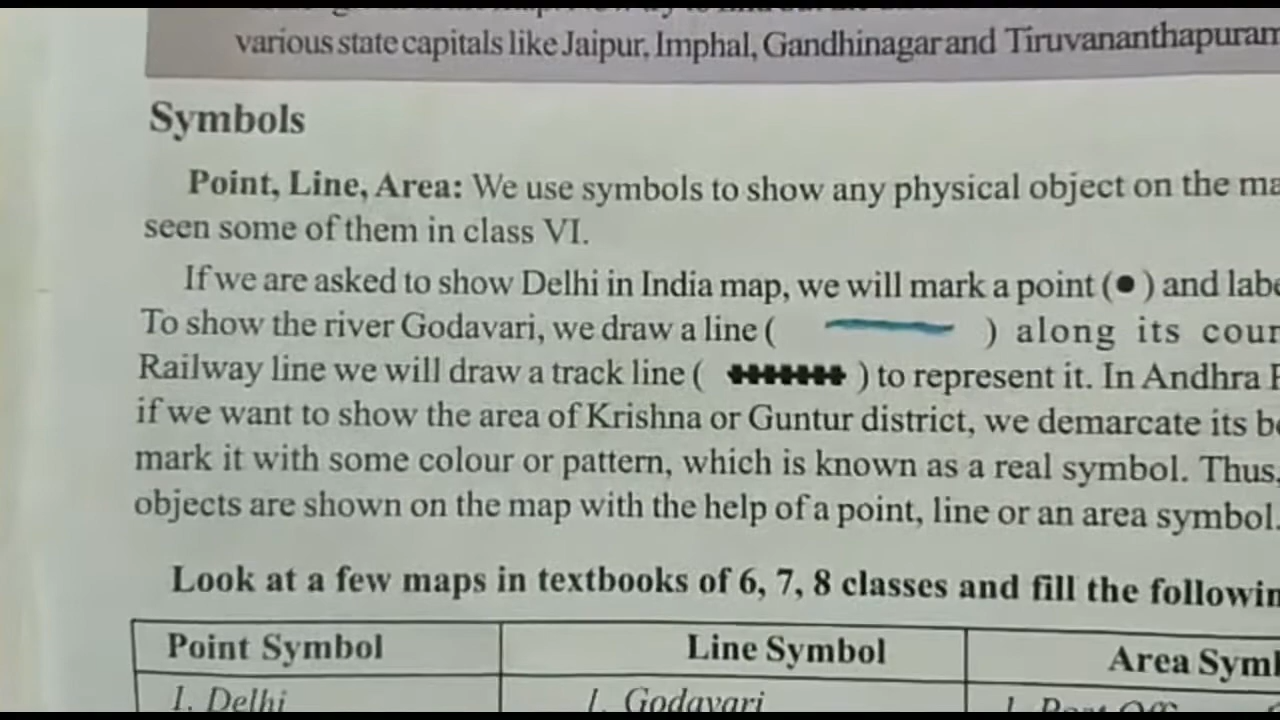 various state capitals like Jaipur, Imphal, Gandhinagar and Tiruvananthapuram
Symbols
Point, Line, Area: We use symbols to show any physical object on the
seen some of them in class VI.
If we are asked to show Delhi in India map, we will mark a point (●) and
To show the river Godavari, we draw a line ( ) along its
Railway line we will draw a track line ( ) to represent it. In Andhra
if we want to show the area of Krishna or Guntur district, we demarcate its
mark it with some colour or pattern, which is known as a real symbol. Thus,
objects are shown on the map with the help of a point, line or an area symbol.
Look at a few maps in textbooks of 6, 7, 8 classes and fill the
Point Symbol Line Symbol Area
1. Delhi 1. Godavari